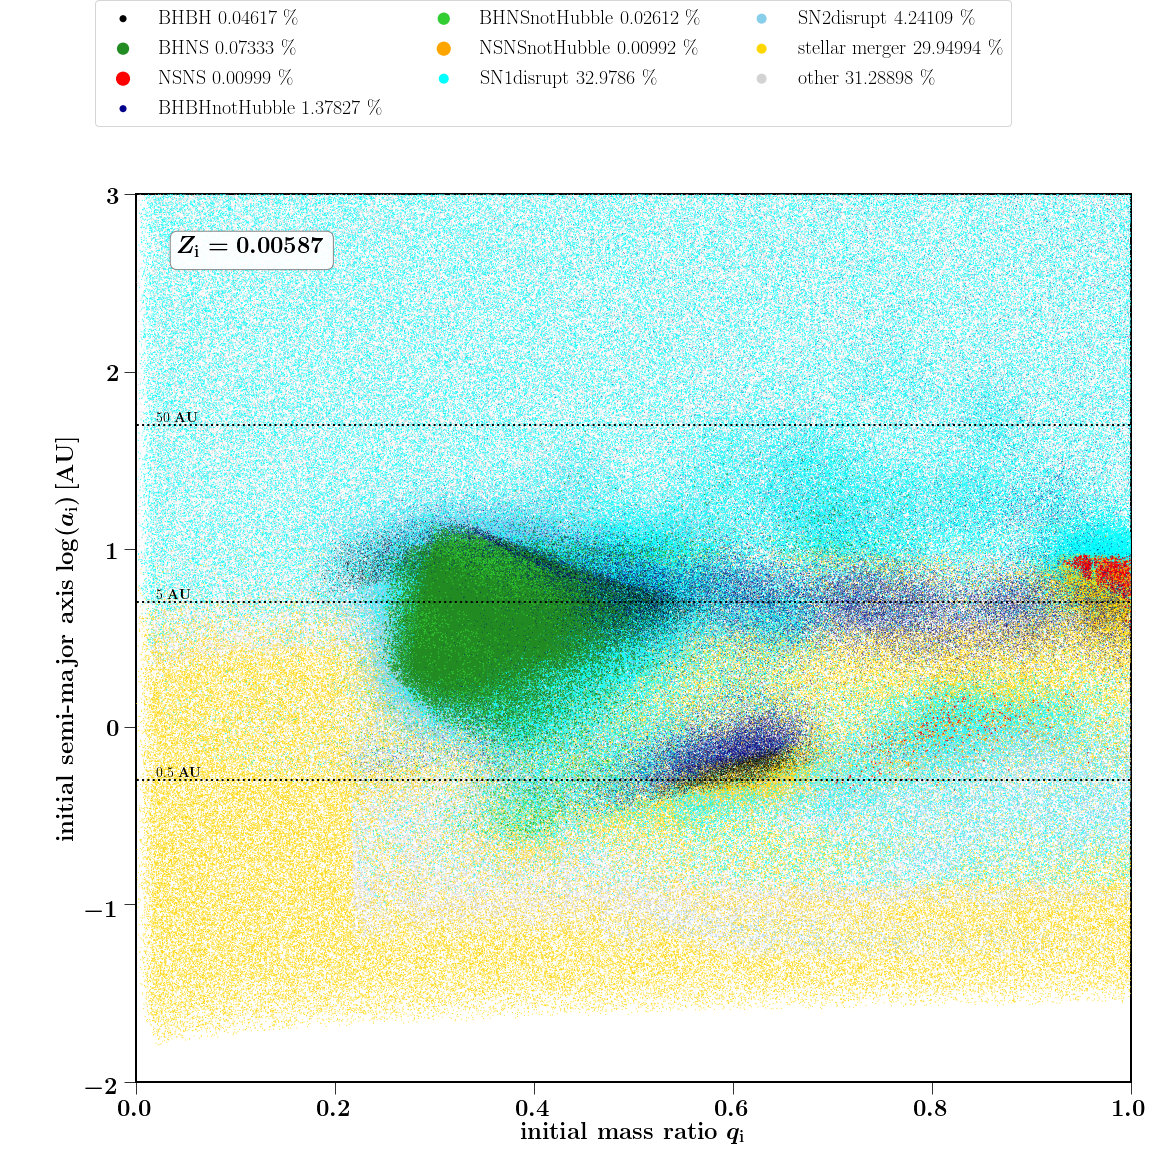 BHBH 0.04617 %
BHNS 0.07333 %
NSNS 0.00999 %
BHBHnotHubble 1.37827 %
BHNSnotHubble 0.02612 %
NSNSnotHubble 0.00992 %
SN1disrupt 32.9786 %
SN2disrupt 4.24109 %
stellar merger 29.94994 %
other 31.28898 %
Zᵢ = 0.00587
50 AU
5 AU
0.5 AU
initial semi-major axis log(aᵢ) [AU]
3
2
1
0
−1
−2
0.0 0.2 0.4 0.6 0.8 1.0
initial mass ratio qᵢ